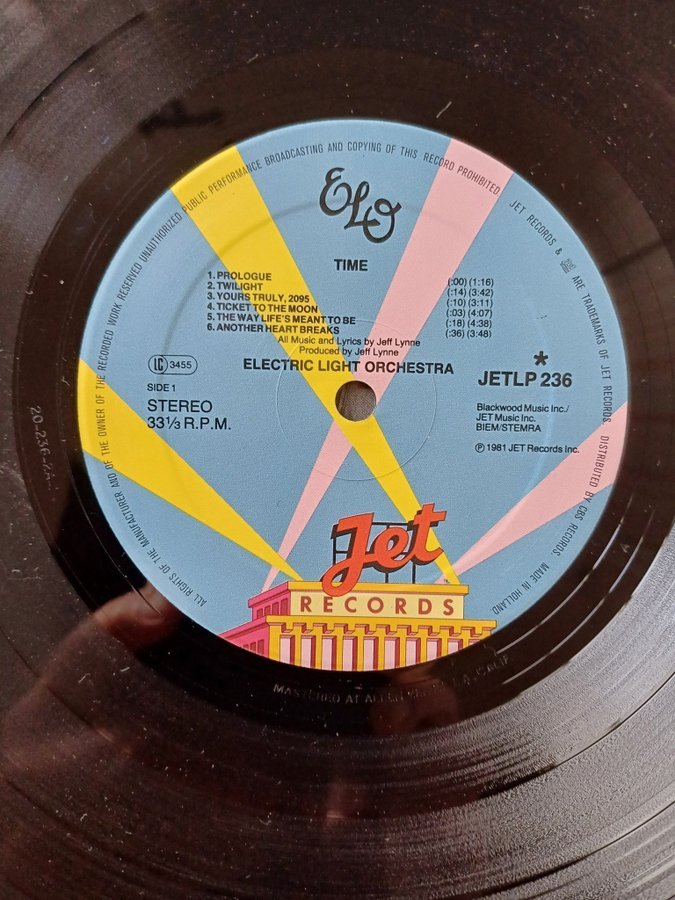 ELO
TIME
1. PROLOGUE (:00) (1:16)
2. TWILIGHT (:14) (3:42)
3. YOURS TRULY, 2095 (:10) (3:11)
4. TICKET TO THE MOON (:03) (4:07)
5. THE WAY LIFE'S MEANT TO BE (:18) (4:38)
6. ANOTHER HEART BREAKS (:36) (3:48)
All Music and Lyrics by Jeff Lynne
Produced by Jeff Lynne
ELECTRIC LIGHT ORCHESTRA
LC 3455
SIDE 1
STEREO
33⅓ R.P.M.
*
JETLP 236
Blackwood Music Inc./
JET Music Inc.
BIEM/STEMRA
℗ 1981 JET Records Inc.
Jet
RECORDS
ALL RIGHTS OF THE MANUFACTURER AND OF THE OWNER OF THE RECORDED WORK RESERVED UNAUTHORIZED PUBLIC PERFORMANCE BROADCASTING AND COPYING OF THIS RECORD PROHIBITED. JET RECORDS & ARE TRADEMARKS OF JET RECORDS. DISTRIBUTED BY CBS RECORDS. MADE IN HOLLAND
MASTERED AT L.A. CALIF